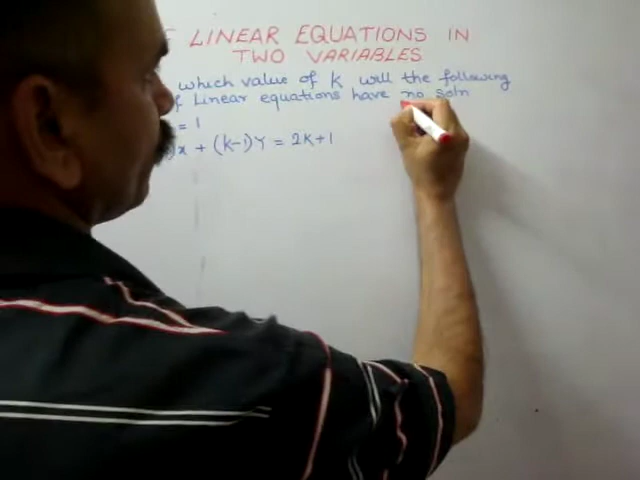 LINEAR EQUATIONS IN
TWO VARIABLES
which value of k will the following
Linear equations have no soln
= 1
x + (k-1)Y = 2K+1